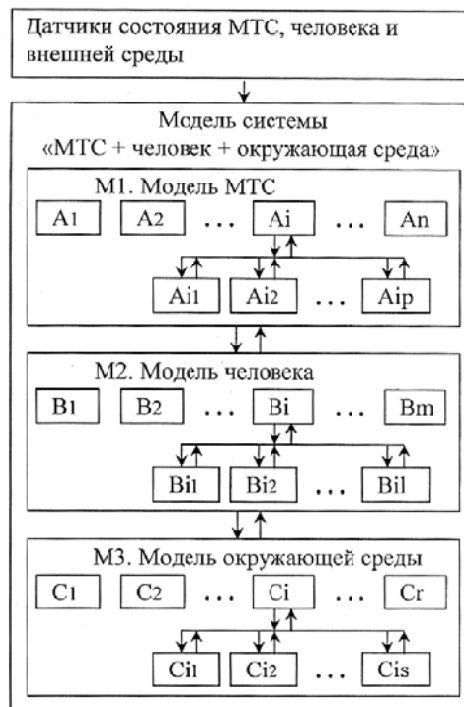 Датчики состояния МТС, человека и
внешней среды
Модель системы
«МТС + человек + окружающая среда»
М1. Модель МТС
A1 A2 ... Ai ... An
Ai1 Ai2 ... Aip
М2. Модель человека
B1 B2 ... Bi ... Bm
Bi1 Bi2 ... Bil
М3. Модель окружающей среды
C1 C2 ... Ci ... Cr
Ci1 Ci2 ... Cis